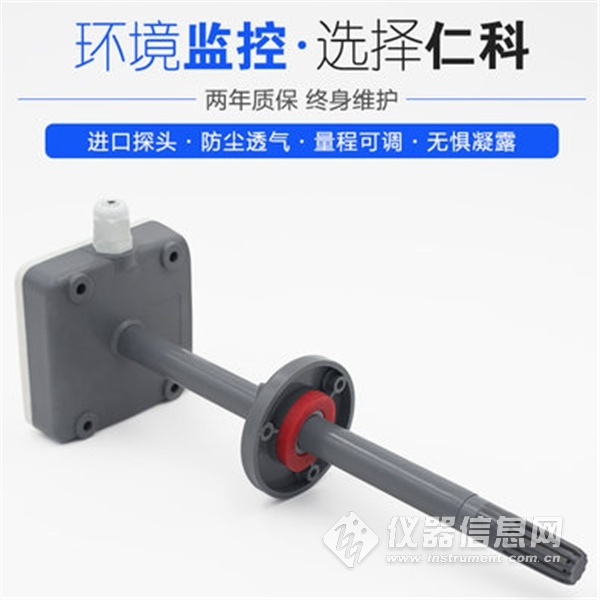 环境监控·选择仁科
两年质保 终身维护
进口探头·防尘透气·量程可调·无惧凝露
仪器信息网
www.instrument.com.cn